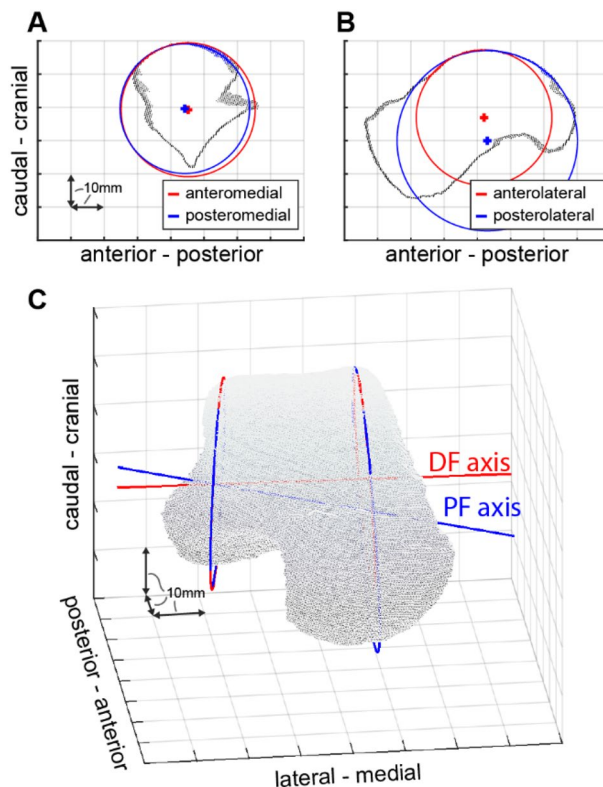 A
caudal - cranial
10mm
anteromedial
posteromedial
anterior - posterior
B
anterolateral
posterolateral
anterior - posterior
C
caudal - cranial
DF axis
PF axis
10mm
posterior - anterior
lateral - medial